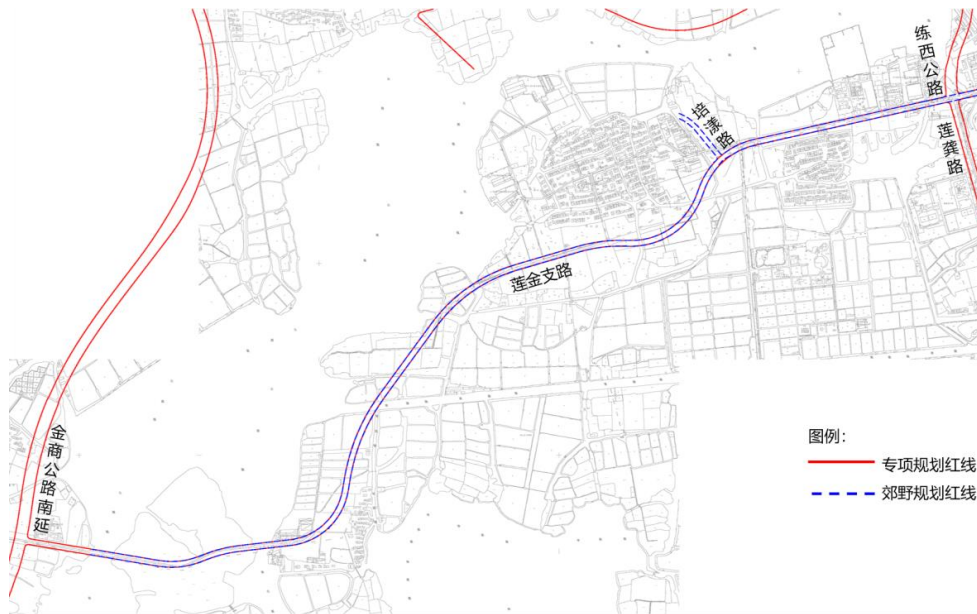 练西公路
培漾路
莲龚路
莲金支路
金商公路南延
图例：
专项规划红线
郊野规划红线